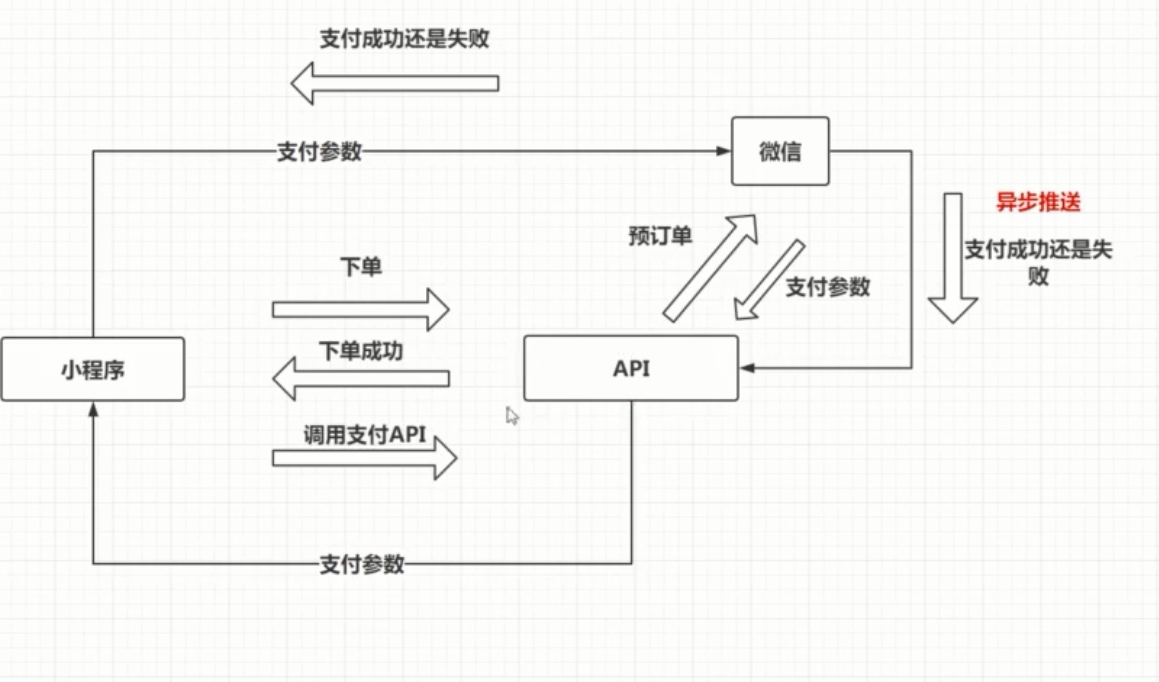 支付成功还是失败
支付参数
微信
异步推送
预订单
支付成功还是失
败
下单
支付参数
下单成功
小程序
API
调用支付API
支付参数